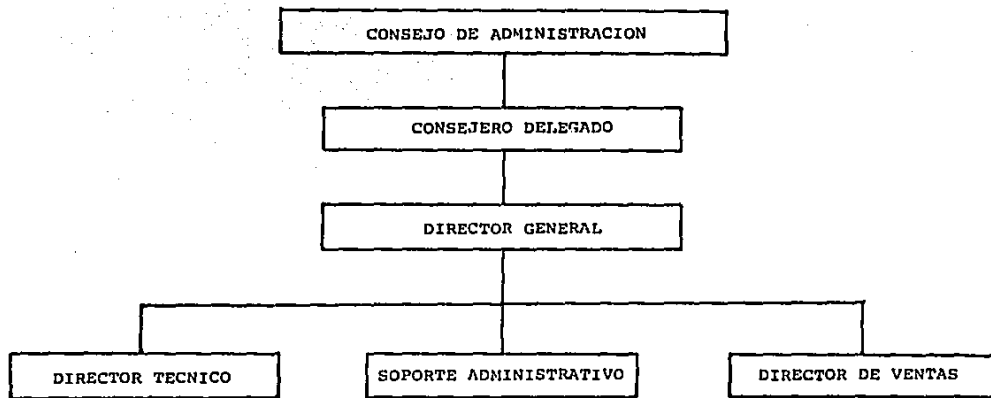 CONSEJO DE ADMINISTRACION
CONSEJERO DELEGADO
DIRECTOR GENERAL
DIRECTOR TECNICO
SOPORTE ADMINISTRATIVO
DIRECTOR DE VENTAS